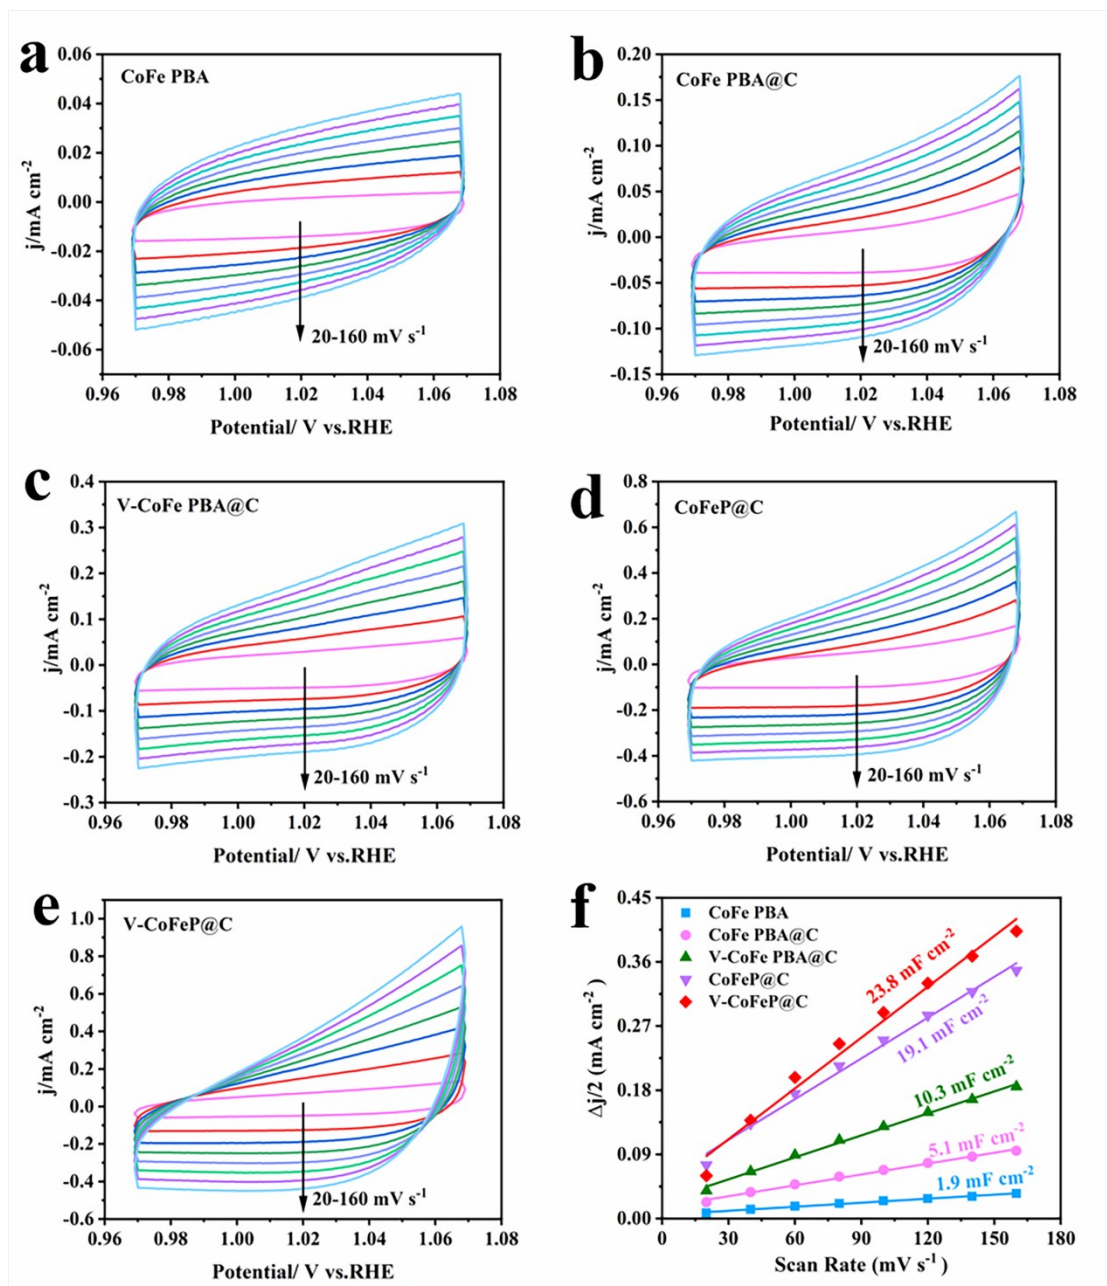 a
CoFe PBA
0.06
0.04
0.02
0.00
-0.02
-0.04
-0.06
j/mA cm-2
20-160 mV s-1
0.96 0.98 1.00 1.02 1.04 1.06 1.08
Potential/ V vs.RHE
b
CoFe PBA@C
0.20
0.15
0.10
0.05
0.00
-0.05
-0.10
-0.15
j/mA cm-2
20-160 mV s-1
0.96 0.98 1.00 1.02 1.04 1.06 1.08
Potential/ V vs.RHE
c
V-CoFe PBA@C
0.4
0.3
0.2
0.1
0.0
-0.1
-0.2
-0.3
j/mA cm-2
20-160 mV s-1
0.96 0.98 1.00 1.02 1.04 1.06 1.08
Potential/ V vs.RHE
d
CoFeP@C
0.8
0.6
0.4
0.2
0.0
-0.2
-0.4
-0.6
j/mA cm-2
20-160 mV s-1
0.96 0.98 1.00 1.02 1.04 1.06 1.08
Potential/ V vs.RHE
e
V-CoFeP@C
1.0
0.8
0.6
0.4
0.2
0.0
-0.2
-0.4
-0.6
j/mA cm-2
20-160 mV s-1
0.96 0.98 1.00 1.02 1.04 1.06 1.08
Potential/ V vs.RHE
f
CoFe PBA
CoFe PBA@C
V-CoFe PBA@C
CoFeP@C
V-CoFeP@C
23.8 mF cm-2
19.1 mF cm-2
10.3 mF cm-2
5.1 mF cm-2
1.9 mF cm-2
0.45
0.36
0.27
0.18
0.09
0.00
Δj/2 (mA cm-2)
0 30 60 90 120 150 180
Scan Rate (mV s-1)